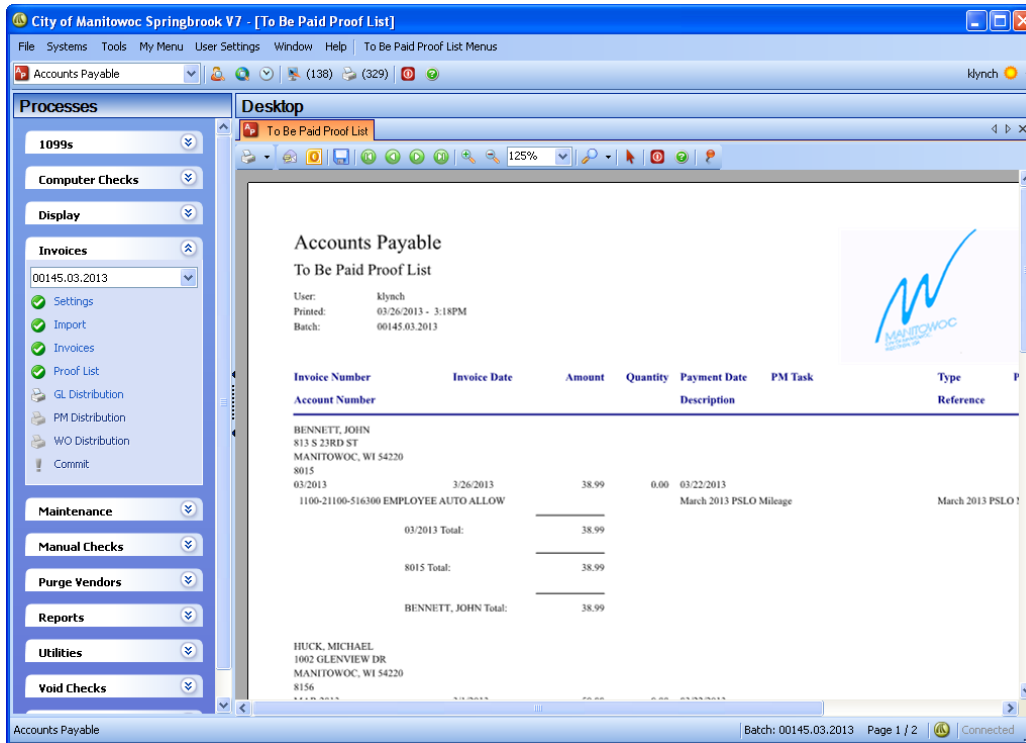 City of Manitowoc Springbrook V7 - [To Be Paid Proof List]
File Systems Tools My Menu User Settings Window Help To Be Paid Proof List Menus
Accounts Payable (138) (329) klynch
Processes
1099s
Computer Checks
Display
Invoices
00145.03.2013
Settings
Import
Invoices
Proof List
GL Distribution
PM Distribution
WO Distribution
Commit
Maintenance
Manual Checks
Purge Vendors
Reports
Utilities
Void Checks
Desktop
To Be Paid Proof List
125%
Accounts Payable
To Be Paid Proof List
User: klynch
Printed: 03/26/2013 - 3:18PM
Batch: 00145.03.2013
MANITOWOC
Invoice Number Invoice Date Amount Quantity Payment Date PM Task Type P
Account Number Description Reference
BENNETT, JOHN
813 S 23RD ST
MANITOWOC, WI 54220
8015
03/2013 3/26/2013 38.99 0.00 03/22/2013
1100-21100-516300 EMPLOYEE AUTO ALLOW March 2013 PSLO Mileage March 2013 PSLO
03/2013 Total: 38.99
8015 Total: 38.99
BENNETT, JOHN Total: 38.99
HUCK, MICHAEL
1002 GLENVIEW DR
MANITOWOC, WI 54220
8156
Accounts Payable Batch: 00145.03.2013 Page 1 / 2 Connected